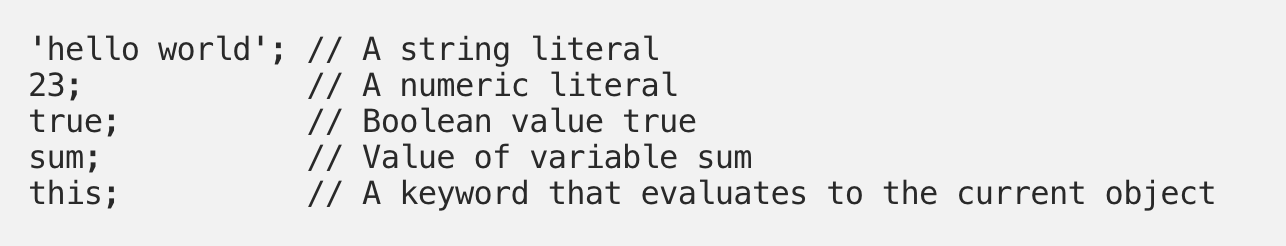 'hello world'; // A string literal
23;            // A numeric literal
true;          // Boolean value true
sum;           // Value of variable sum
this;          // A keyword that evaluates to the current object